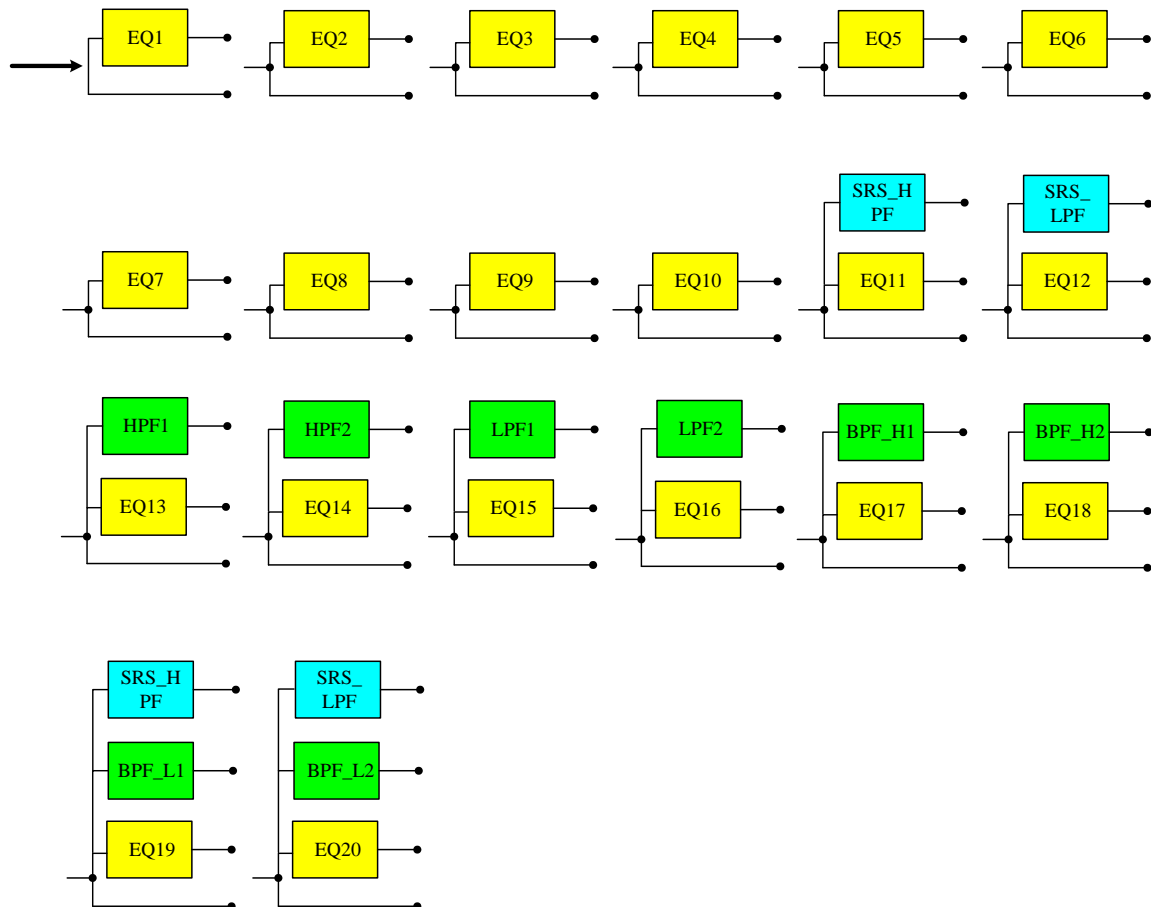 EQ1
EQ2
EQ3
EQ4
EQ5
EQ6
SRS_H
PF
SRS_
LPF
EQ7
EQ8
EQ9
EQ10
EQ11
EQ12
HPF1
HPF2
LPF1
LPF2
BPF_H1
BPF_H2
EQ13
EQ14
EQ15
EQ16
EQ17
EQ18
SRS_H
PF
SRS_
LPF
BPF_L1
BPF_L2
EQ19
EQ20